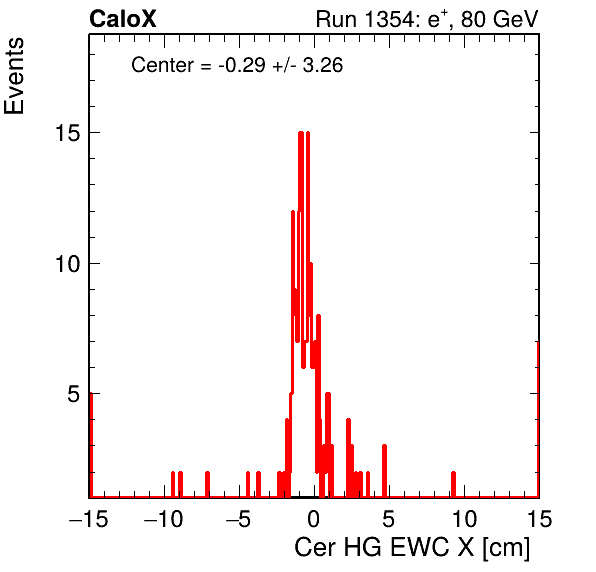 CaloX
Run 1354: e⁺, 80 GeV
Events
Center = -0.29 +/- 3.26
15
10
5
−15 −10 −5 0 5 10 15
Cer HG EWC X [cm]